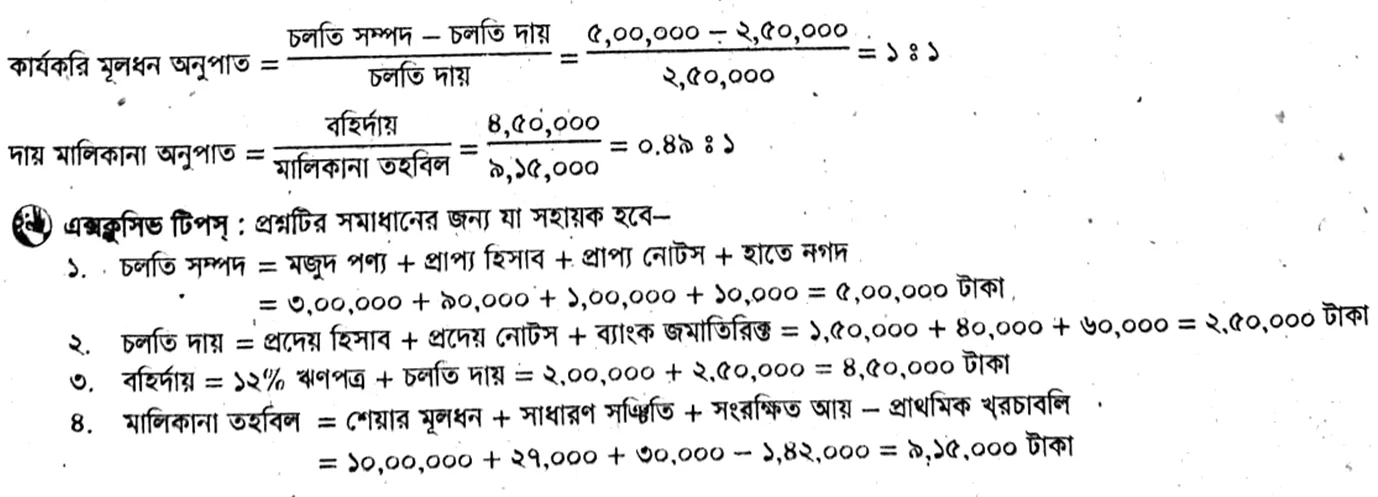 কার্যকরি মূলধন অনুপাত = চলতি সম্পদ – চলতি দায় / চলতি দায় = ৫,০০,০০০ – ২,৫০,০০০ / ২,৫০,০০০ = ১ ঃ ১
দায় মালিকানা অনুপাত = বহির্দায় / মালিকানা তহবিল = ৪,৫০,০০০ / ৯,১৫,০০০ = ০.৪৯ ঃ ১
এক্সক্লুসিভ টিপস্ : প্রশ্নটির সমাধানের জন্য যা সহায়ক হবে–
১. চলতি সম্পদ = মজুদ পণ্য + প্রাপ্য হিসাব + প্রাপ্য নোটস + হাতে নগদ
= ৩,০০,০০০ + ৯০,০০০ + ১,০০,০০০ + ১০,০০০ = ৫,০০,০০০ টাকা
২. চলতি দায় = প্রদেয় হিসাব + প্রদেয় নোটস + ব্যাংক জমাতিরিক্ত = ১,৫০,০০০ + ৪০,০০০ + ৬০,০০০ = ২,৫০,০০০ টাকা
৩. বহির্দায় = ১২% ঋণপত্র + চলতি দায় = ২,০০,০০০ + ২,৫০,০০০ = ৪,৫০,০০০ টাকা
৪. মালিকানা তহবিল = শেয়ার মূলধন + সাধারণ সঞ্চিতি + সংরক্ষিত আয় – প্রাথমিক খরচাবলি
= ১০,০০,০০০ + ২৭,০০০ + ৩০,০০০ – ১,৪২,০০০ = ৯,১৫,০০০ টাকা